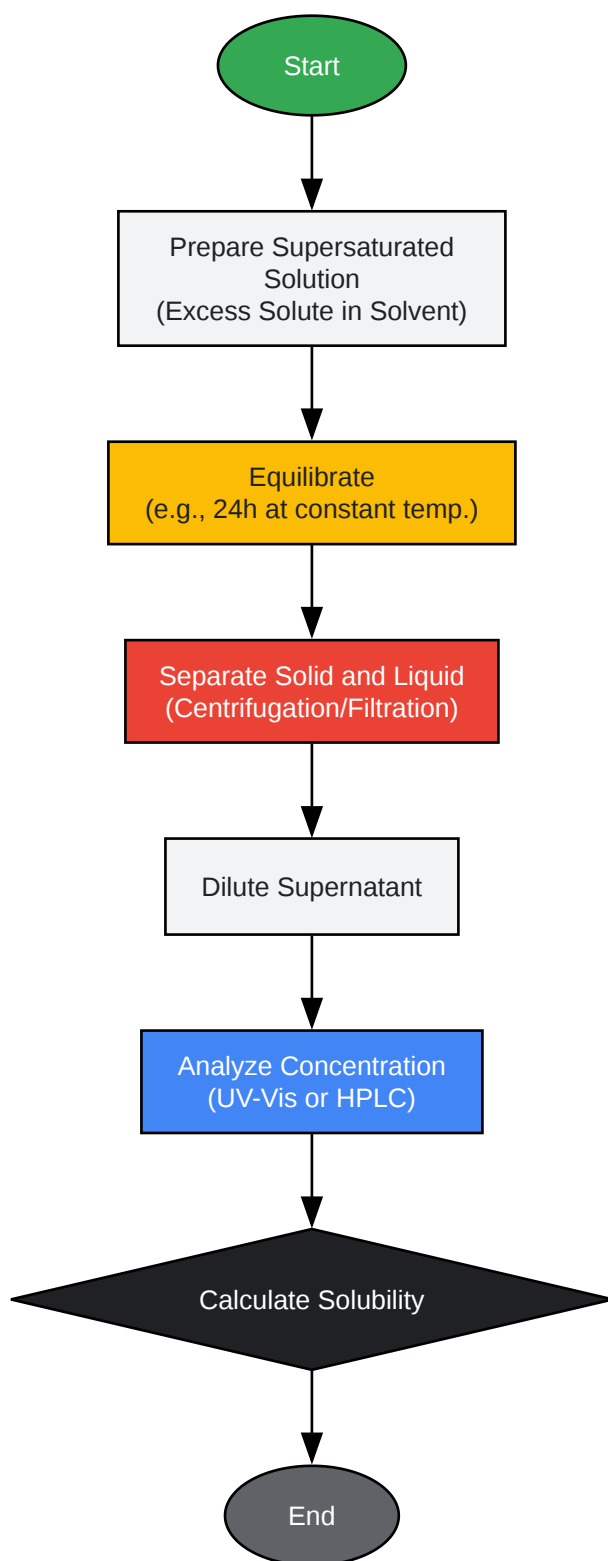 Start
Prepare Supersaturated
Solution
(Excess Solute in Solvent)
Equilibrate
(e.g., 24h at constant temp.)
Separate Solid and Liquid
(Centrifugation/Filtration)
Dilute Supernatant
Analyze Concentration
(UV-Vis or HPLC)
Calculate Solubility
End